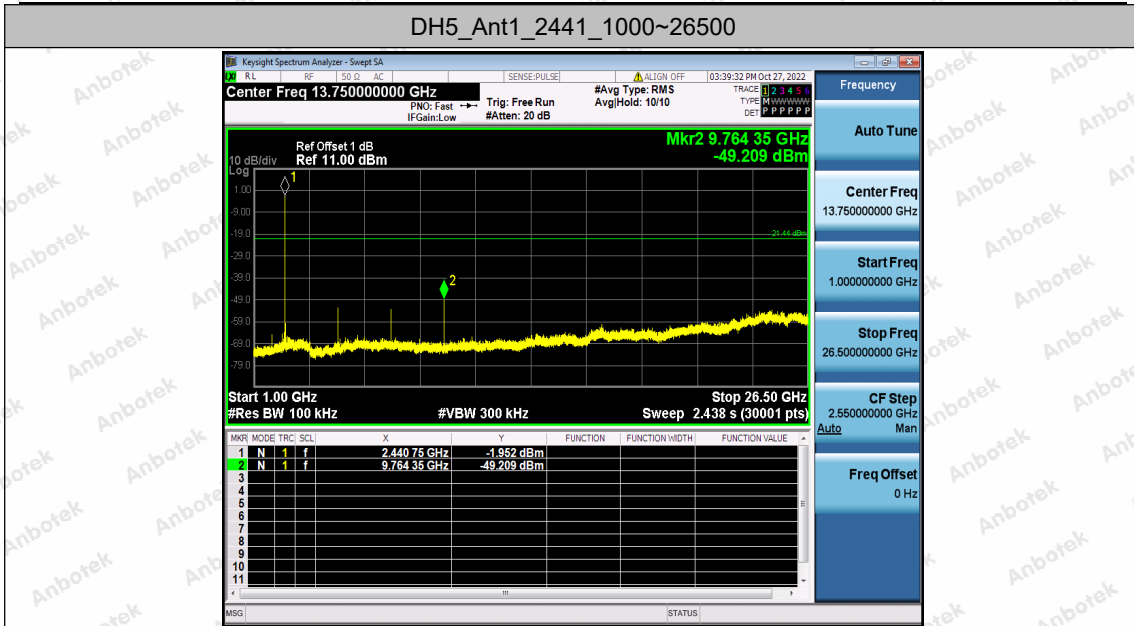 DH5_Ant1_2441_1000~26500
Keysight Spectrum Analyzer - Swept SA
LXI RL RF 50 Ω AC SENSE:PULSE ALIGN OFF 03:39:32 PM Oct 27, 2022
Center Freq 13.750000000 GHz
PNO: Fast
IFGain:Low
Trig: Free Run
#Atten: 20 dB
#Avg Type: RMS
Avg|Hold: 10/10
TRACE 1 2 3 4 5 6
TYPE M W W W W W
DET P P P P P P
Mkr2 9.764 35 GHz
-49.209 dBm
Ref Offset 1 dB
10 dB/div Ref 11.00 dBm
Log
1
1.00
-9.00
-19.0
-21.44 dBm
-29.0
-39.0
2
-49.0
-59.0
-69.0
-79.0
Start 1.00 GHz Stop 26.50 GHz
#Res BW 100 kHz #VBW 300 kHz Sweep 2.438 s (30001 pts)
MKR MODE TRC SCL X Y FUNCTION FUNCTION WIDTH FUNCTION VALUE
1 N 1 f 2.440 75 GHz -1.952 dBm
2 N 1 f 9.764 35 GHz -49.209 dBm
3
4
5
6
7
8
9
10
11
MSG STATUS
Frequency
Auto Tune
Center Freq
13.750000000 GHz
Start Freq
1.000000000 GHz
Stop Freq
26.500000000 GHz
CF Step
2.550000000 GHz
Auto Man
Freq Offset
0 Hz
Anbotek